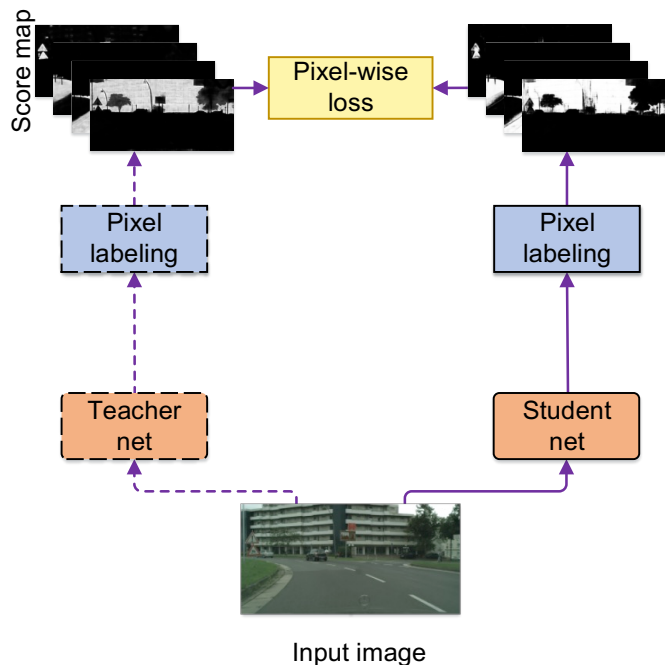 Score map
Pixel-wise
loss
Pixel
labeling
Pixel
labeling
Teacher
net
Student
net
Input image